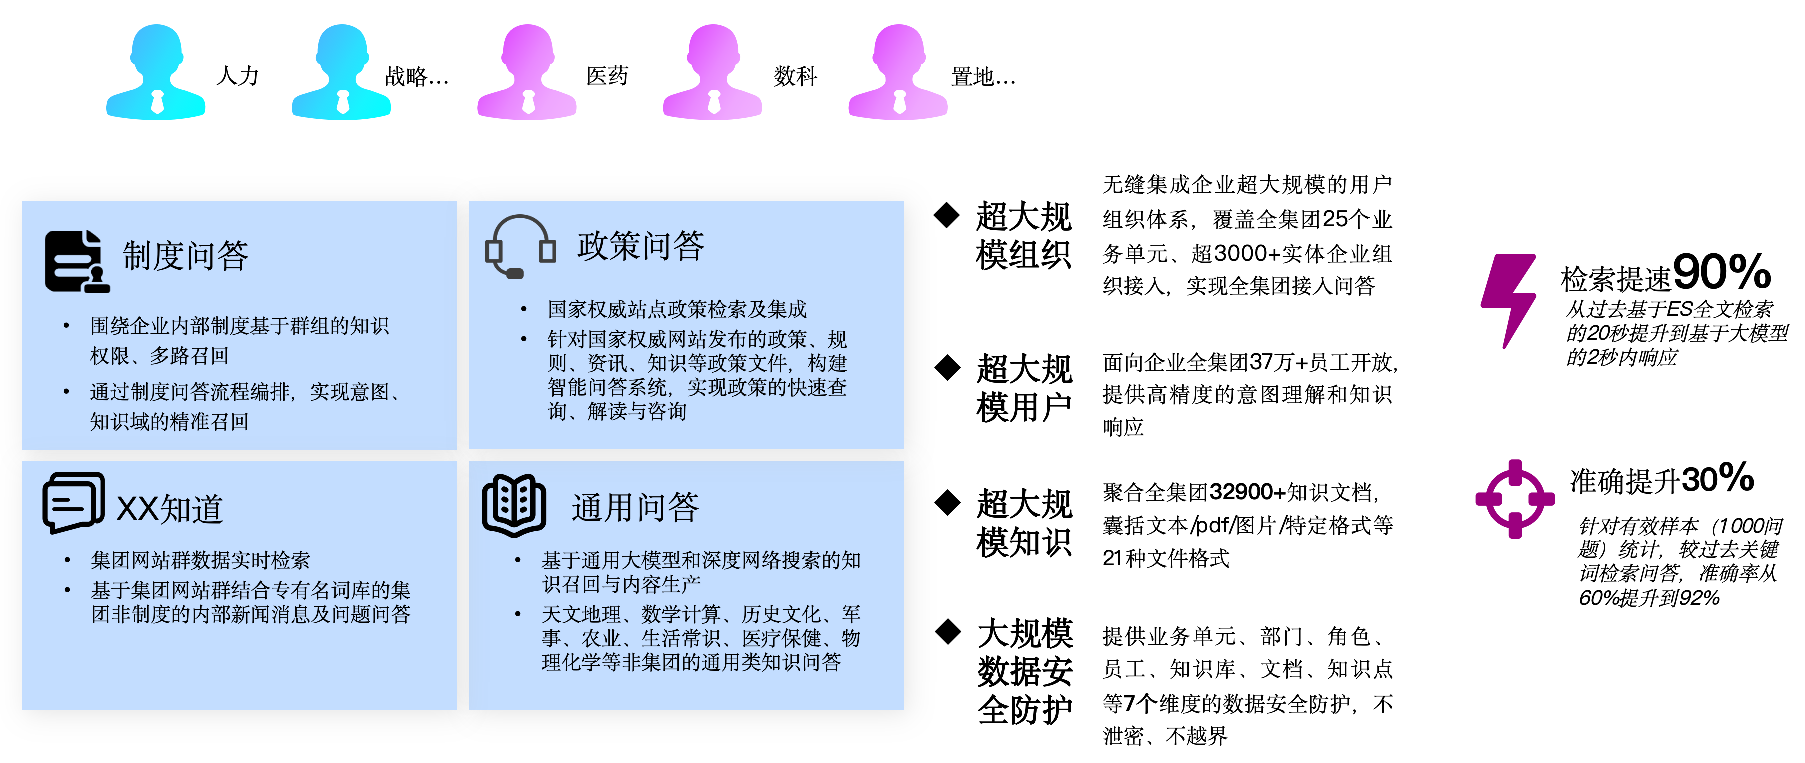 人力
战略...
医药
数科
置地...
制度问答
围绕企业内部制度基于群组的知识
权限、多路召回
通过制度问答流程编排，实现意图、
知识域的精准召回
政策问答
国家权威站点政策检索及集成
针对国家权威网站发布的政策、规
则、资讯、知识等政策文件，构建
智能问答系统，实现政策的快速查
询、解读与咨询
XX知道
集团网站群数据实时检索
基于集团网站群结合专有名词库的集
团非制度的内部新闻消息及问题问答
通用问答
基于通用大模型和深度网络搜索的知
识召回与内容生产
天文地理、数学计算、历史文化、军
事、农业、生活常识、医疗保健、物
理化学等非集团的通用类知识问答
超大规
模组织
无缝集成企业超大规模的用户
组织体系，覆盖全集团25个业
务单元、超3000+实体企业组
织接入，实现全集团接入问答
超大规
模用户
面向企业全集团37万+员工开放,
提供高精度的意图理解和知识
响应
超大规
模知识
聚合全集团32900+知识文档，
囊括文本/pdf/图片/特定格式等
21种文件格式
大规模
数据安
全防护
提供业务单元、部门、角色、
员工、知识库、文档、知识点
等7个维度的数据安全防护，不
泄密、不越界
检索提速90%
从过去基于ES全文检索
的20秒提升到基于大模型
的2秒内响应
准确提升30%
针对有效样本（1000问
题）统计，较过去关键
词检索问答，准确率从
60%提升到92%